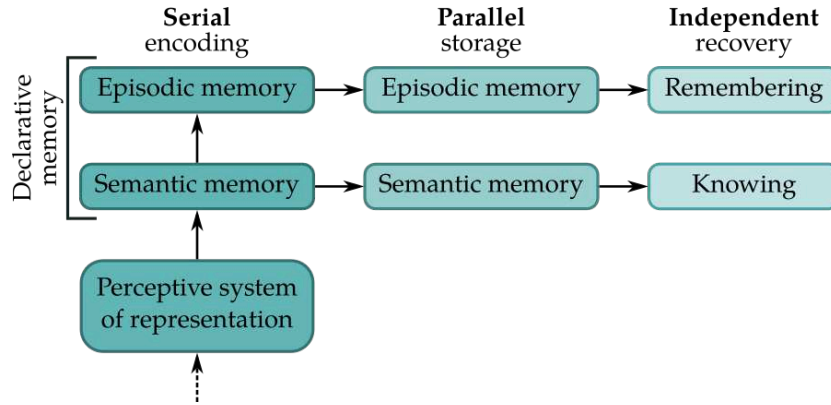 Serial
encoding
Parallel
storage
Independent
recovery
Declarative
memory
Episodic memory
Episodic memory
Remembering
Semantic memory
Semantic memory
Knowing
Perceptive system
of representation